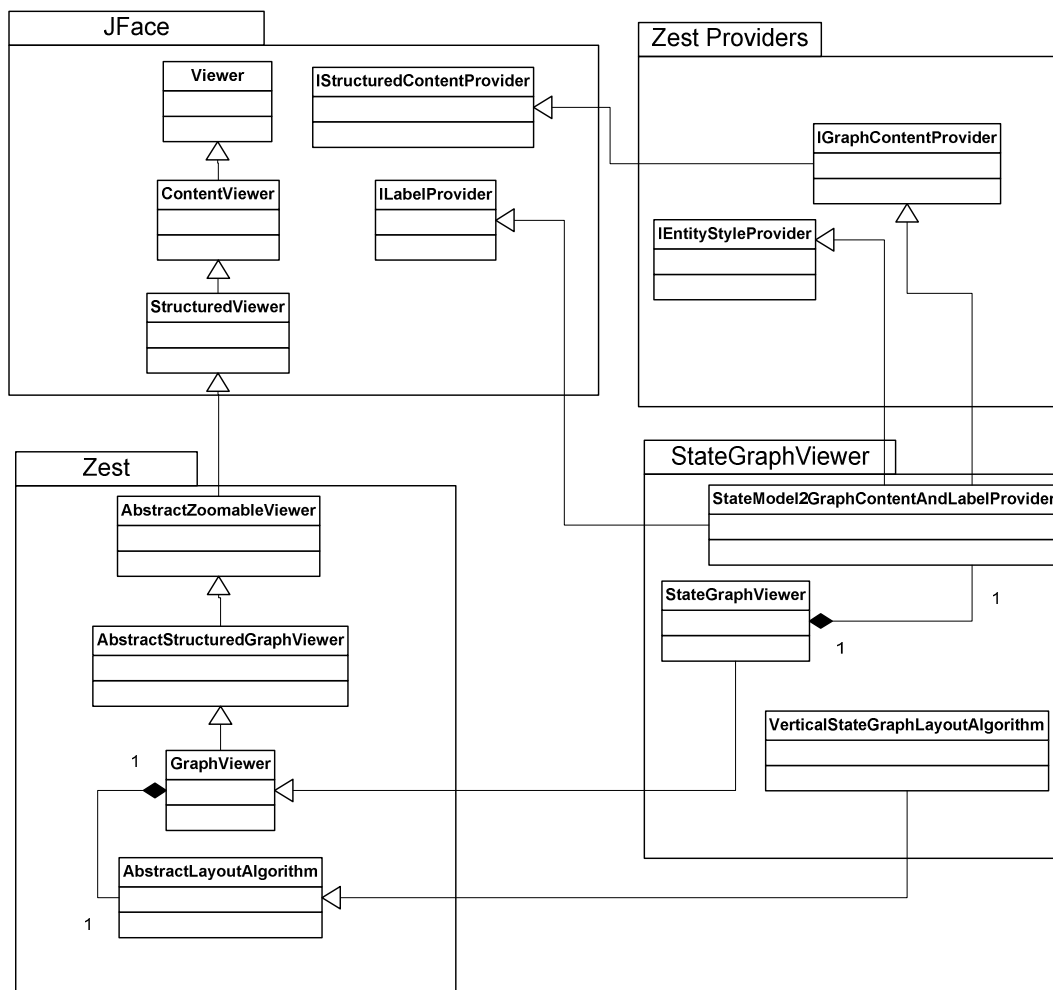 JFace
Viewer
IStructuredContentProvider
ContentViewer
ILabelProvider
StructuredViewer
Zest Providers
IGraphContentProvider
IEntityStyleProvider
Zest
AbstractZoomableViewer
AbstractStructuredGraphViewer
1
GraphViewer
AbstractLayoutAlgorithm
1
StateGraphViewer
StateModel2GraphContentAndLabelProvider
StateGraphViewer
1
1
VerticalStateGraphLayoutAlgorithm